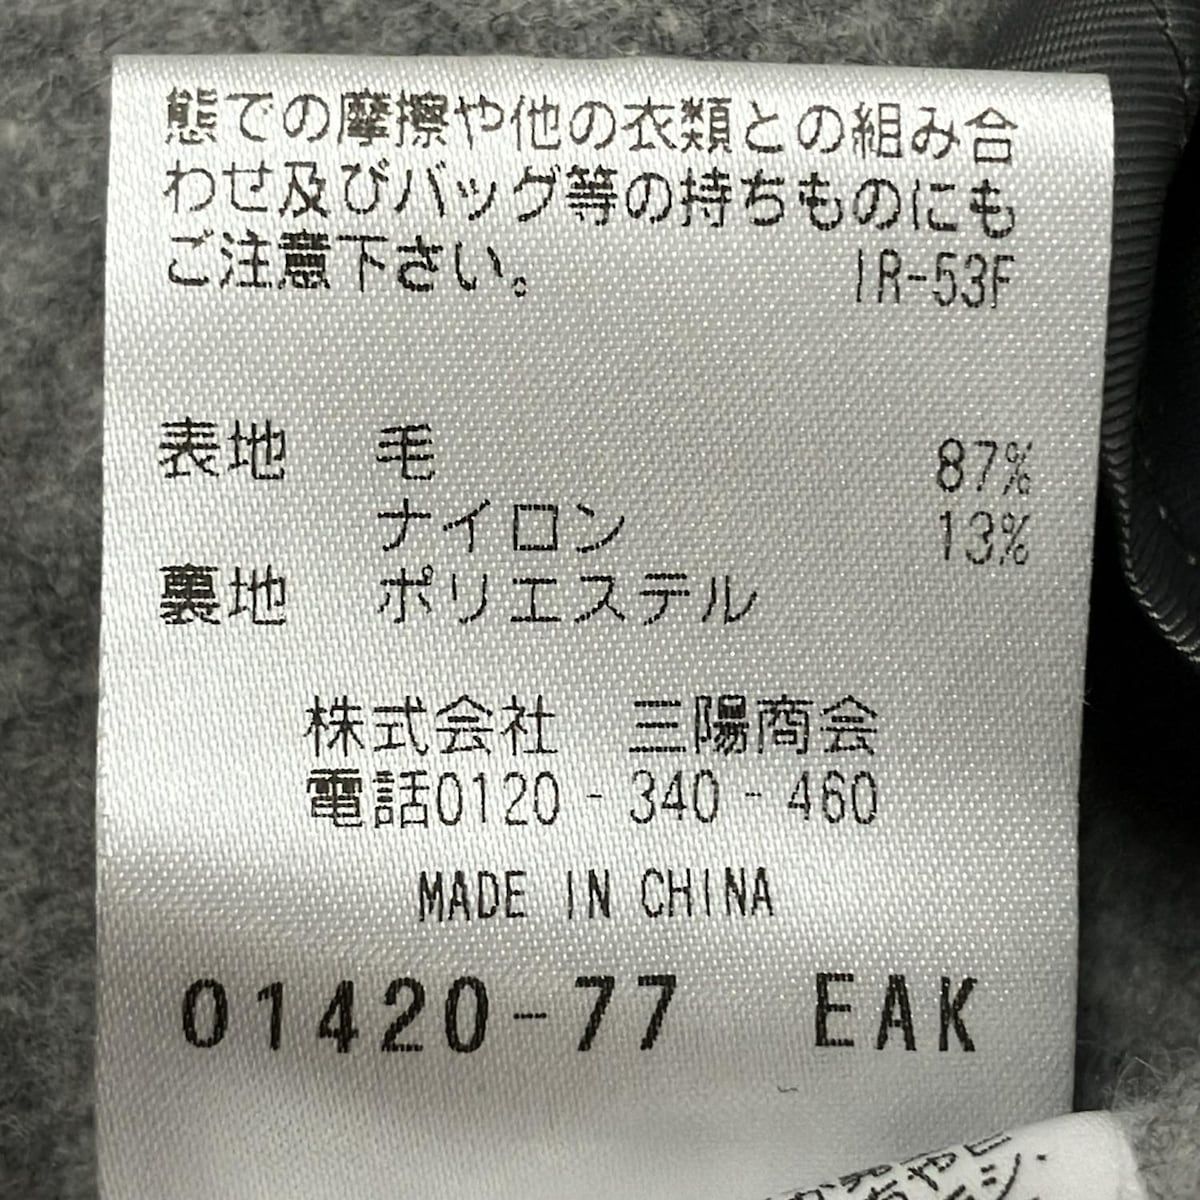 態での摩擦や他の衣類との組み合
わせ及びバッグ等の持ちものにも
ご注意下さい。 IR-53F
表地 毛 87%
ナイロン 13%
裏地 ポリエステル
株式会社 三陽商会
電話0120-340-460
MADE IN CHINA
01420-77 EAK